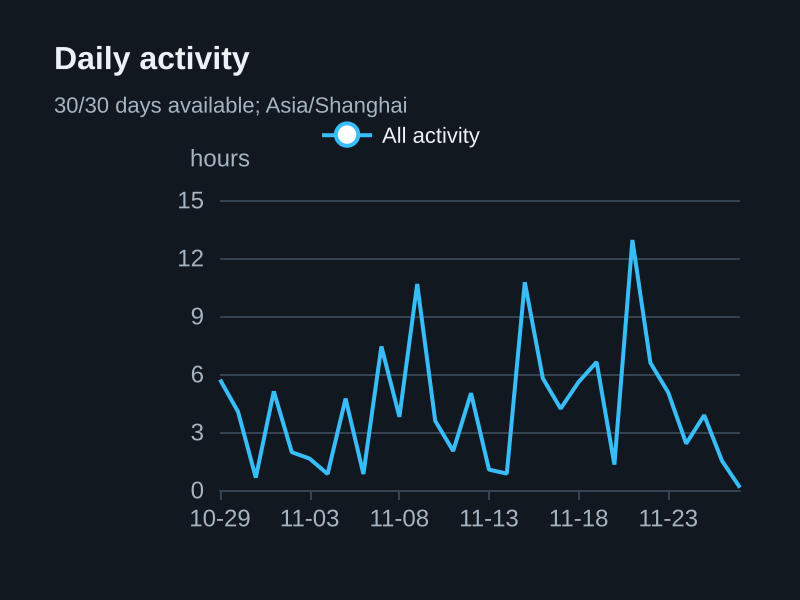 Daily activity
30/30 days available; Asia/Shanghai
All activity
hours
15
12
9
6
3
0
10-29 11-03 11-08 11-13 11-18 11-23